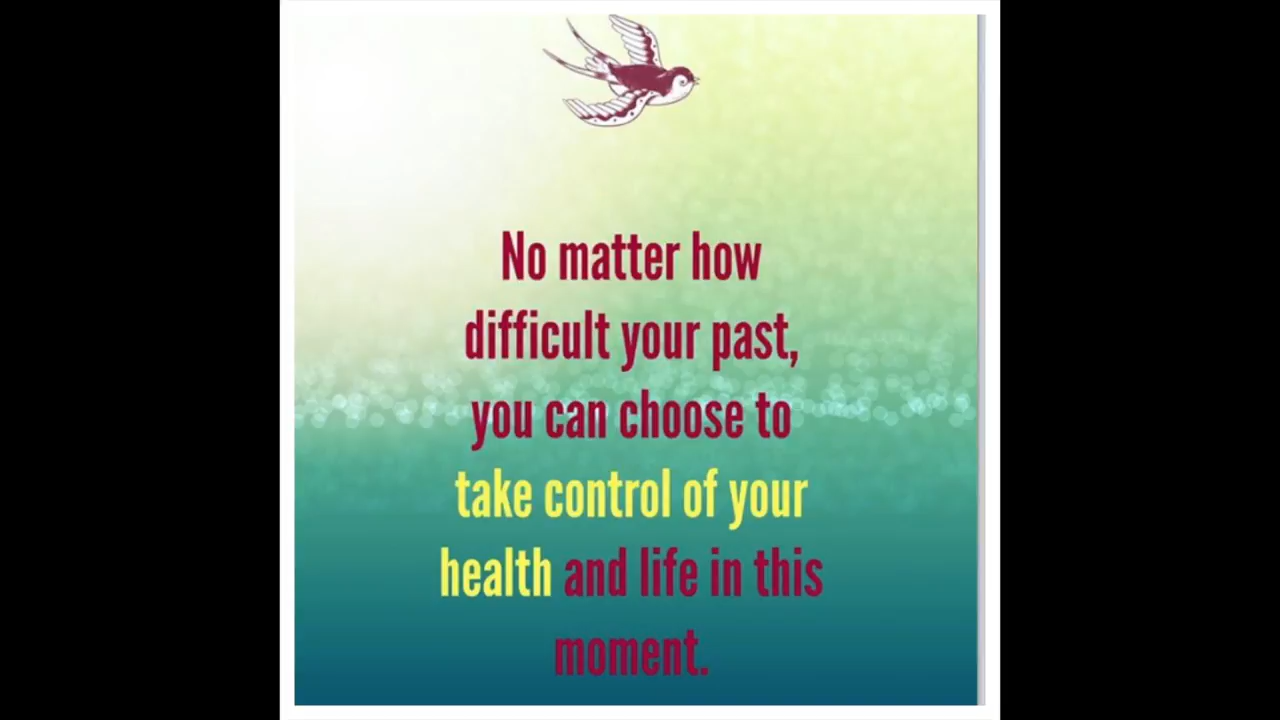 No matter how
difficult your past,
you can choose to
take control of your
health and life in this
moment.